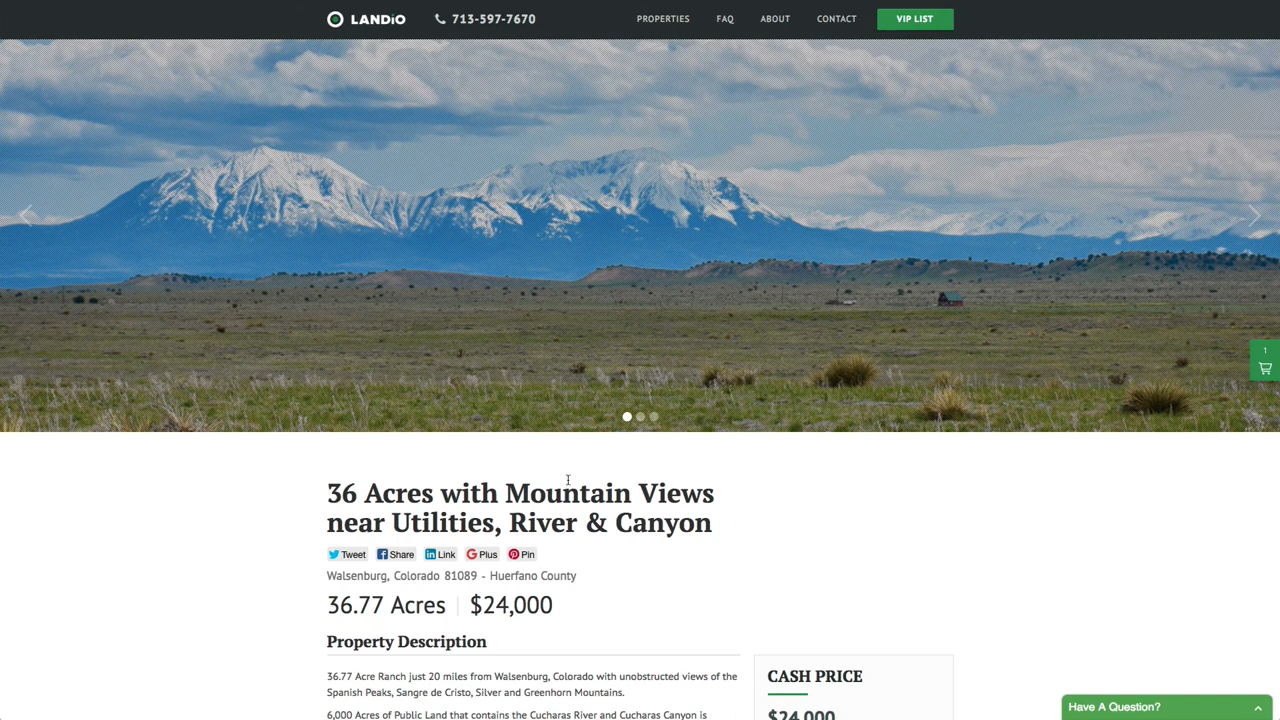 LANDiO 713-597-7670 PROPERTIES FAQ ABOUT CONTACT VIP LIST
1
36 Acres with Mountain Views
near Utilities, River & Canyon
Tweet Share Link Plus Pin
Walsenburg, Colorado 81089 - Huerfano County
36.77 Acres $24,000
Property Description
36.77 Acre Ranch just 20 miles from Walsenburg, Colorado with unobstructed views of the
Spanish Peaks, Sangre de Cristo, Silver and Greenhorn Mountains.
6,000 Acres of Public Land that contains the Cucharas River and Cucharas Canyon is
CASH PRICE
$24,000
Have A Question?